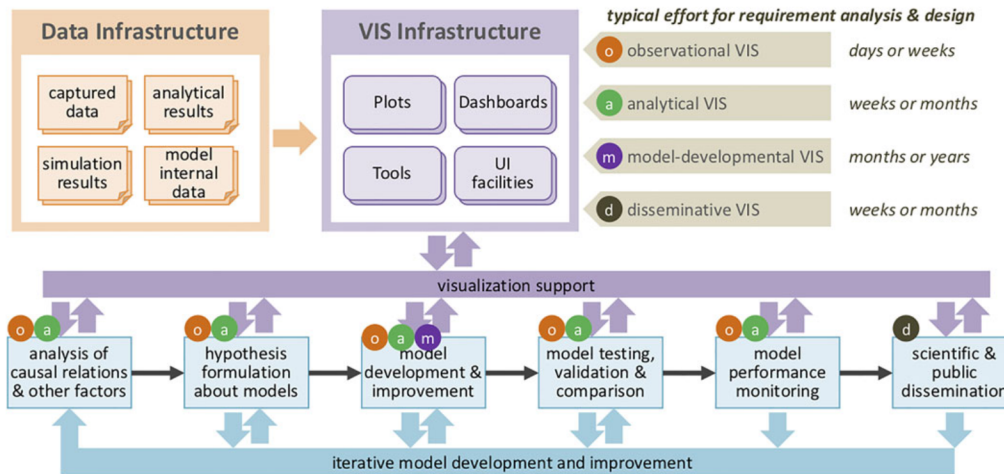 Data Infrastructure
captured
data
analytical
results
simulation
results
model
internal
data
VIS Infrastructure
Plots
Dashboards
Tools
UI
facilities
typical effort for requirement analysis & design
o observational VIS days or weeks
a analytical VIS weeks or months
m model-developmental VIS months or years
d disseminative VIS weeks or months
visualization support
o a
analysis of
causal relations
& other factors
o a
hypothesis
formulation
about models
o a m
model
development &
improvement
o a
model testing,
validation &
comparison
o a
model
performance
monitoring
d
scientific &
public
dissemination
iterative model development and improvement